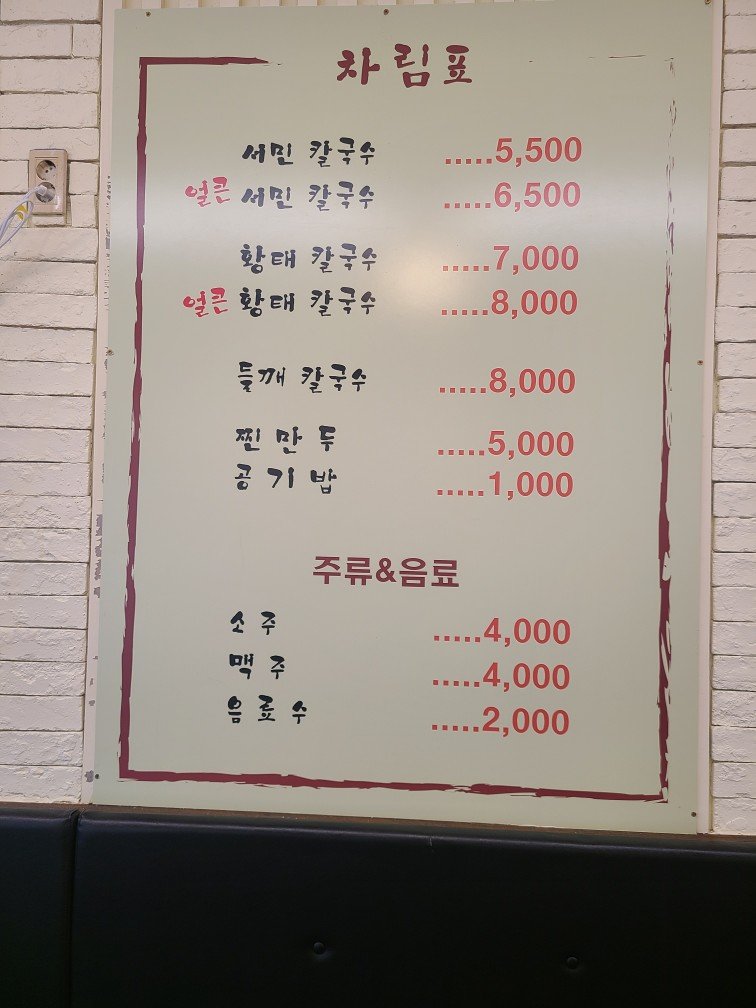 차림표
서민 칼국수 .....5,500
얼큰 서민 칼국수 .....6,500
황태 칼국수 .....7,000
얼큰 황태 칼국수 .....8,000
들깨 칼국수 .....8,000
찐만두 .....5,000
공기밥 .....1,000
주류&음료
소주 .....4,000
맥주 .....4,000
음료수 .....2,000